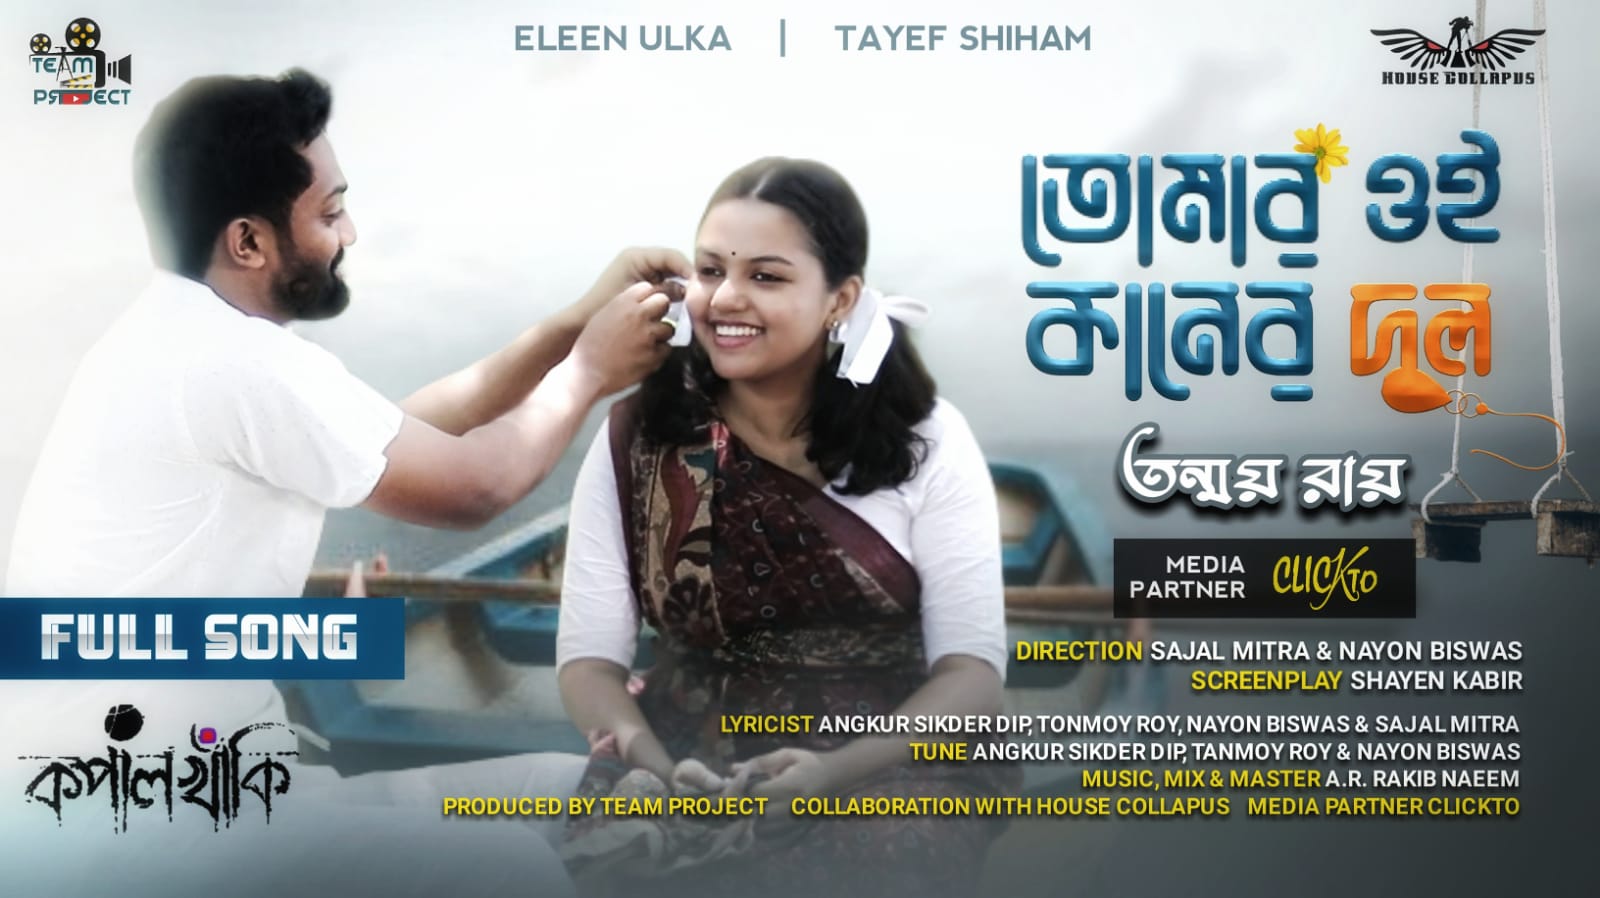 TEAM
PROJECT
ELEEN ULKA | TAYEF SHIHAM
HOUSE COLLAPUS
তোমার ওই
কানের দুল
তন্ময় রায়
MEDIA
PARTNER
CLICKTO
FULL SONG
DIRECTION SAJAL MITRA & NAYON BISWAS
SCREENPLAY SHAYEN KABIR
LYRICIST ANGKUR SIKDER DIP, TONMOY ROY, NAYON BISWAS & SAJAL MITRA
TUNE ANGKUR SIKDER DIP, TANMOY ROY & NAYON BISWAS
MUSIC, MIX & MASTER A.R. RAKIB NAEEM
PRODUCED BY TEAM PROJECT COLLABORATION WITH HOUSE COLLAPUS MEDIA PARTNER CLICKTO
কপালখাঁকি